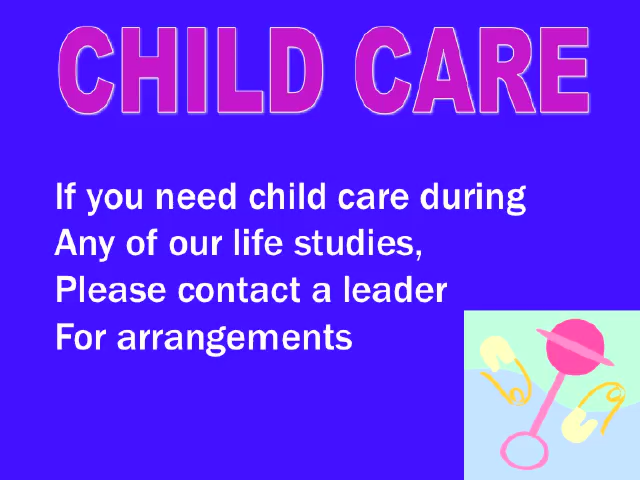 CHILD CARE
If you need child care during
Any of our life studies,
Please contact a leader
For arrangements